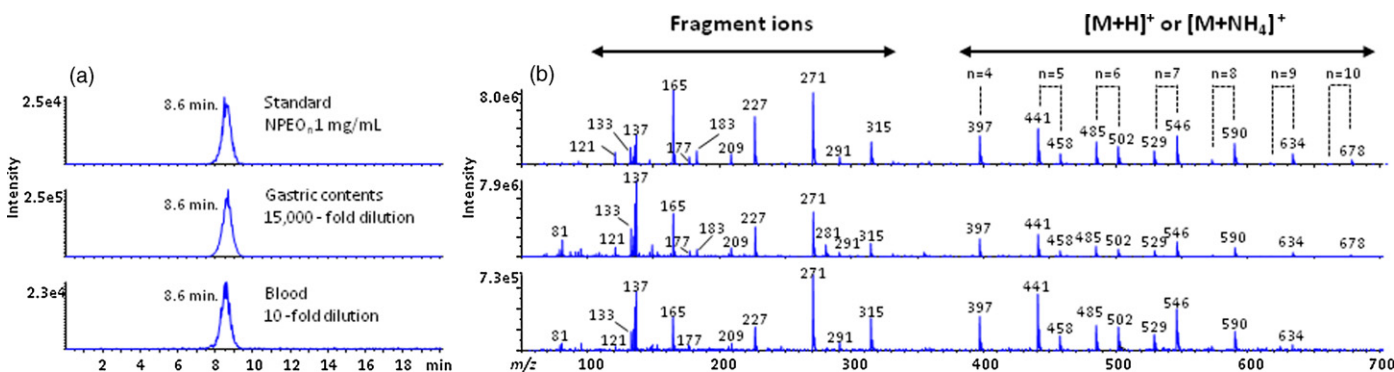 Fragment ions
[M+H]+ or [M+NH4]+
(a)
2.5e4
8.6 min.
Standard
NPEOn 1 mg/mL
Intensity
2.5e5
8.6 min.
Gastric contents
15,000 - fold dilution
2.3e4
8.6 min.
Blood
10 -fold dilution
0 2 4 6 8 10 12 14 16 18 min
(b)
n=4 n=5 n=6 n=7 n=8 n=9 n=10
8.0e6
121 133 137 165 177 183 209 227 271 291 315 397 441 458 485 502 529 546 590 634 678
Intensity
7.9e6
81 121 133 137 165 177 183 209 227 271 281 291 315 397 441 458 485 502 529 546 590 634 678
7.3e5
81 121 133 137 165 177 209 227 271 291 315 397 441 458 485 502 529 546 590 634
m/z 100 200 300 400 500 600 700